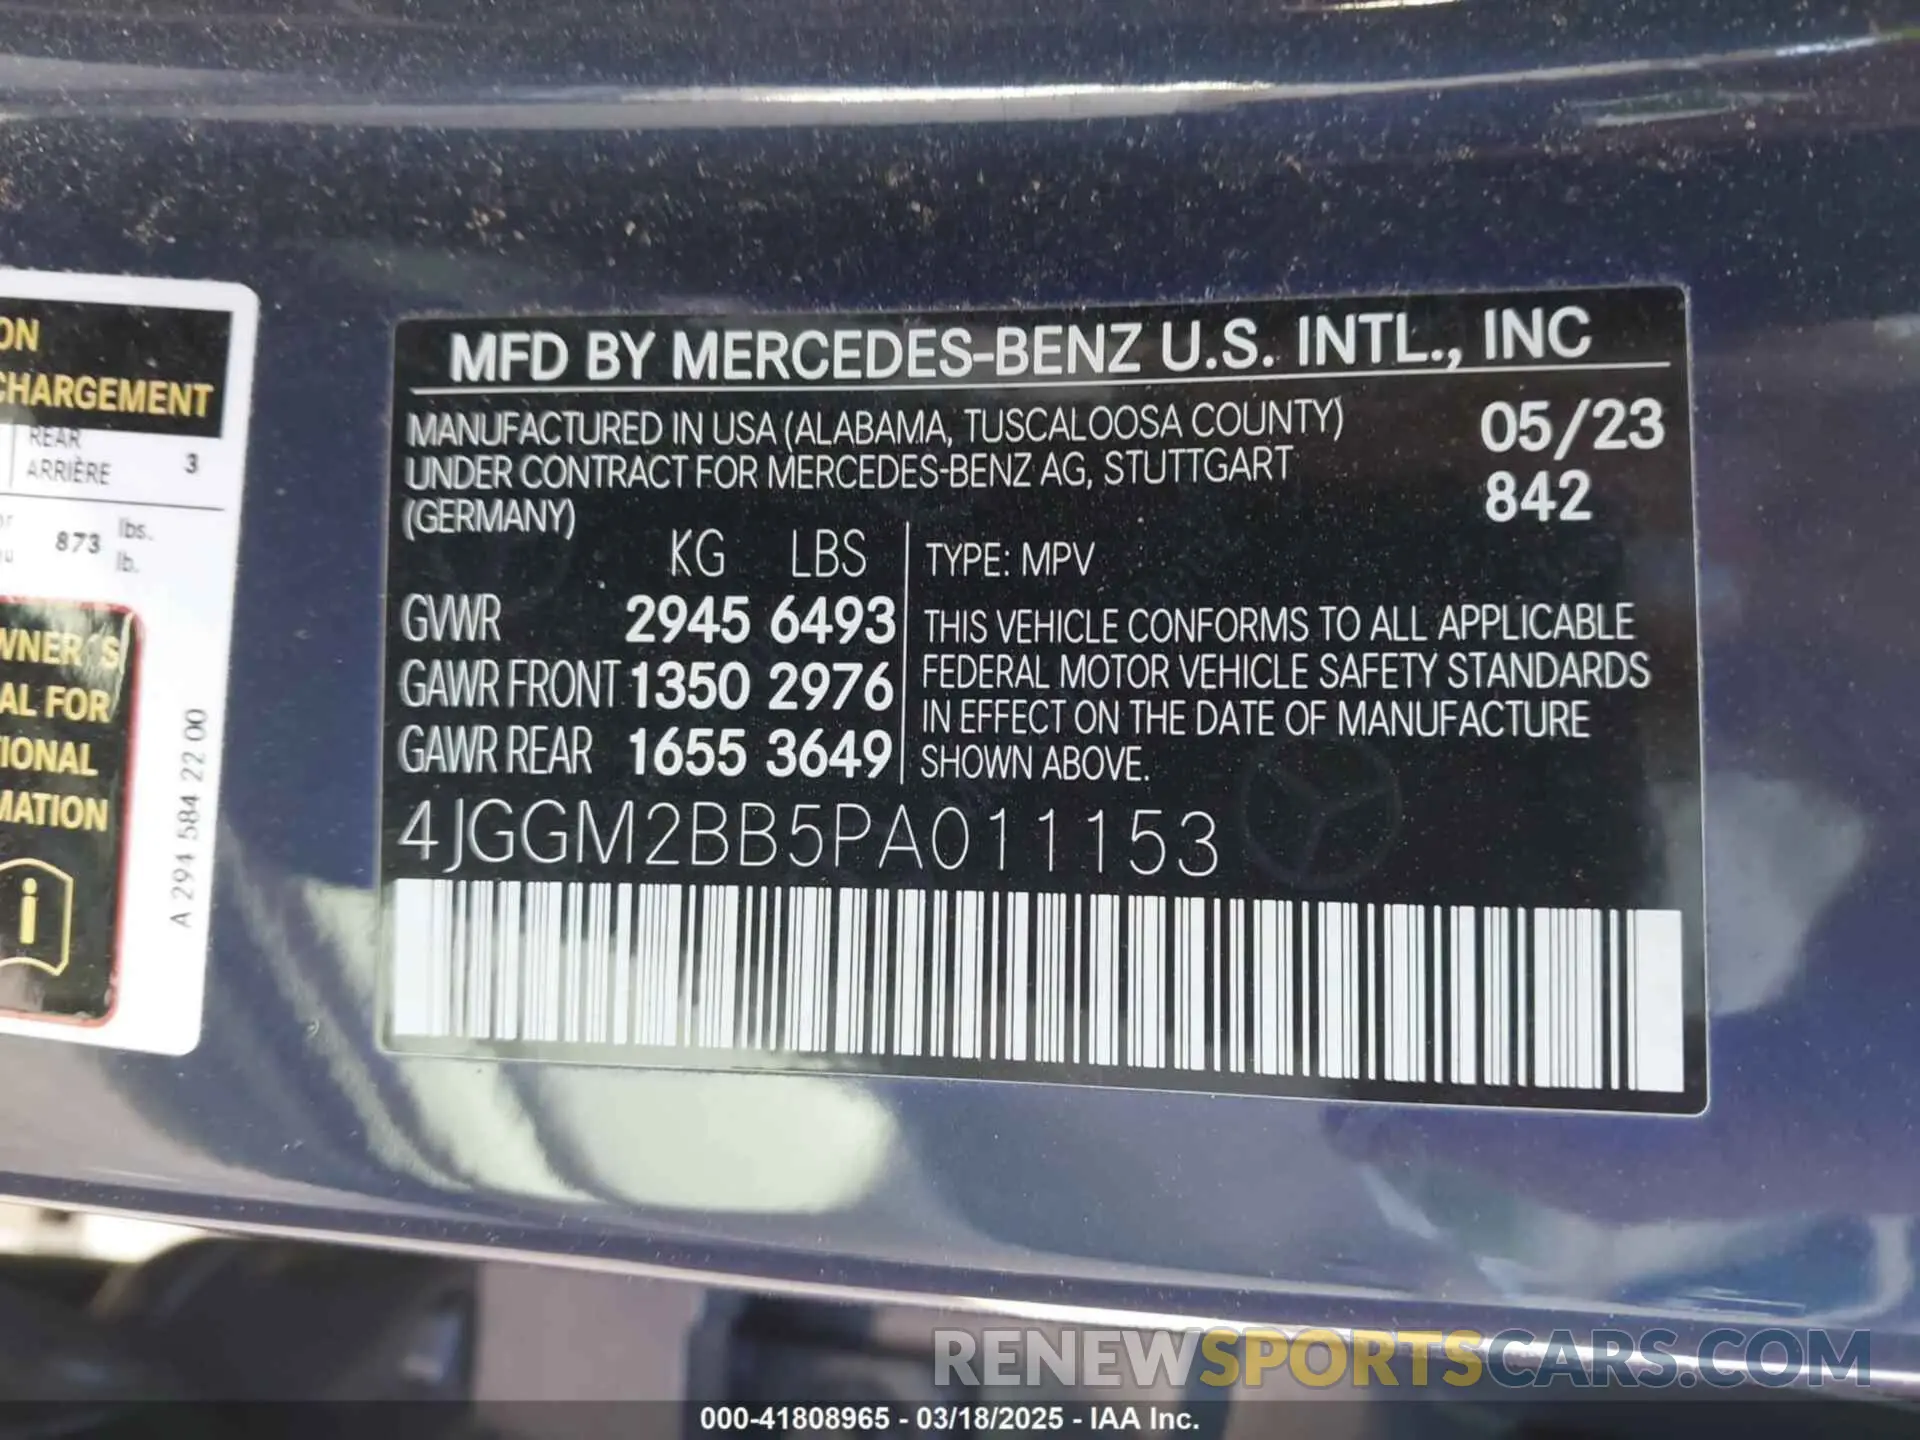 ON
CHARGEMENT
REAR
ARRIÈRE 3
873 lbs.
lb.
OWNER'S
AL FOR
TIONAL
MATION
A 294 584 22 00
MFD BY MERCEDES-BENZ U.S. INTL., INC
MANUFACTURED IN USA (ALABAMA, TUSCALOOSA COUNTY) 05/23
UNDER CONTRACT FOR MERCEDES-BENZ AG, STUTTGART 842
(GERMANY)
KG LBS
GVWR 2945 6493
GAWR FRONT 1350 2976
GAWR REAR 1655 3649
TYPE: MPV
THIS VEHICLE CONFORMS TO ALL APPLICABLE
FEDERAL MOTOR VEHICLE SAFETY STANDARDS
IN EFFECT ON THE DATE OF MANUFACTURE
SHOWN ABOVE.
4JGGM2BB5PA011153
RENEWSPORTSCARS.COM
000-41808965 - 03/18/2025 - IAA Inc.